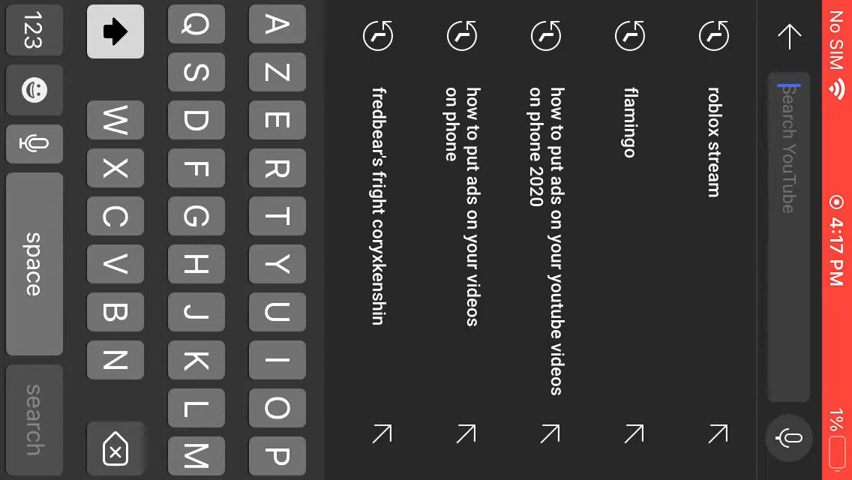 No SIM 4:17 PM 1%
Search YouTube
roblox stream
flamingo
how to put ads on your youtube videos
on phone 2020
how to put ads on your videos
on phone
fredbear's fright coryxkenshin
A Z E R T Y U I O P
Q S D F G H J K L M
W X C V B N
123 space search